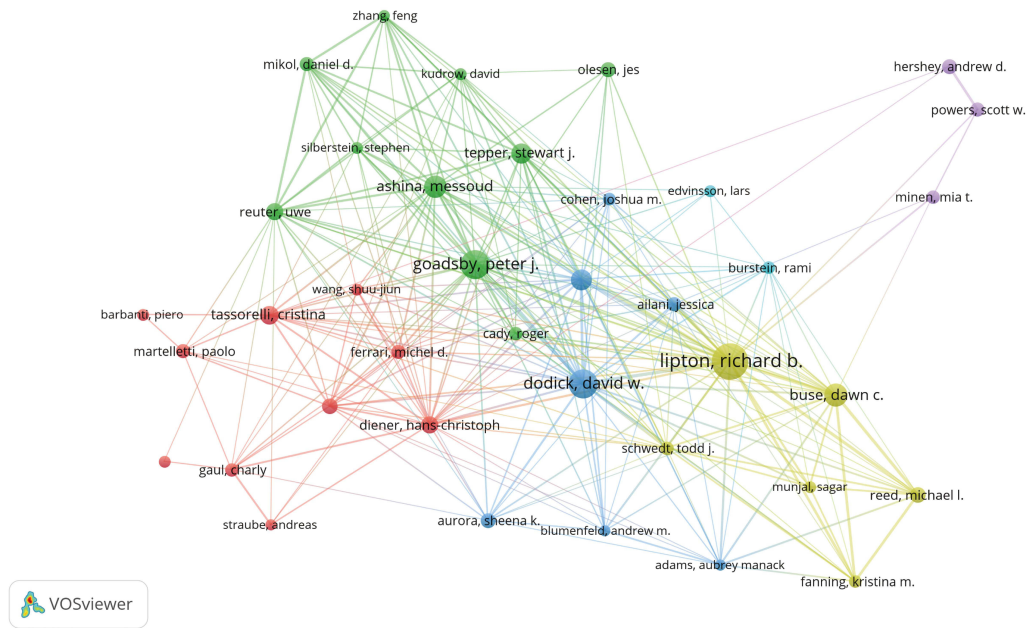 zhang, feng
mikol, daniel d.
kudrow, david
olesen, jes
hershey, andrew d.
powers, scott w.
silberstein, stephen
tepper, stewart j.
ashina, messoud
edvinsson, lars
cohen, joshua m.
minen, mia t.
reuter, uwe
goadsby, peter j.
burstein, rami
wang, shuu-jiun
ailani, jessica
barbanti, piero
tassorelli, cristina
cady, roger
martelletti, paolo
ferrari, michel d.
lipton, richard b.
dodick, david w.
buse, dawn c.
diener, hans-christoph
schwedt, todd j.
gaul, charly
munjal, sagar
reed, michael l.
straube, andreas
aurora, sheena k.
blumenfeld, andrew m.
adams, aubrey manack
fanning, kristina m.
VOSviewer